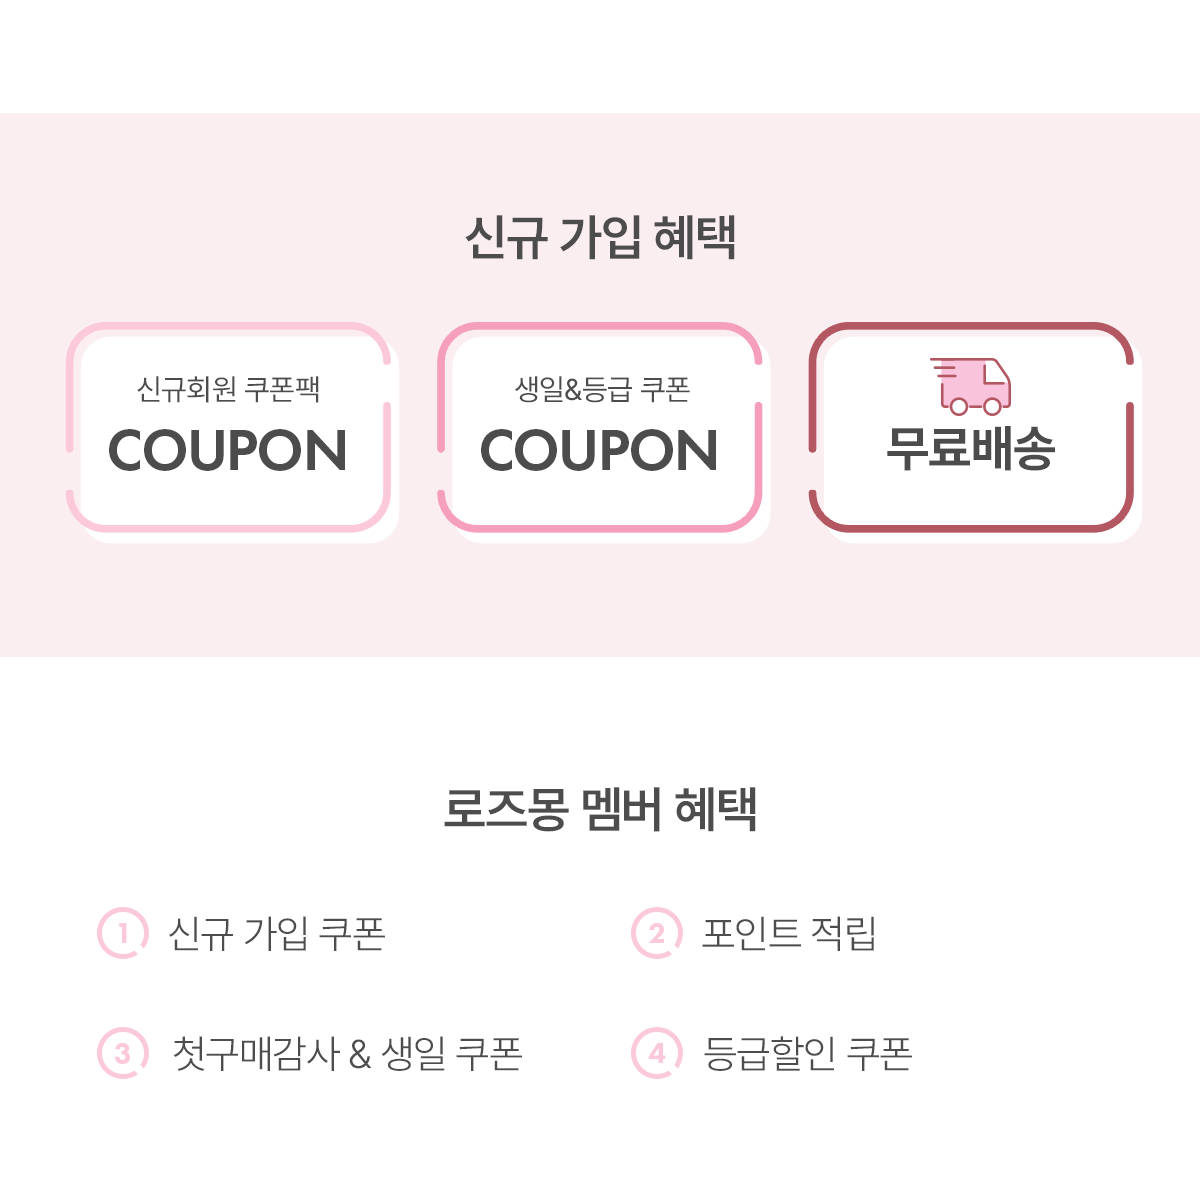 신규 가입 혜택
신규회원 쿠폰팩
COUPON
생일&등급 쿠폰
COUPON
무료배송
로즈몽 멤버 혜택
1 신규 가입 쿠폰
2 포인트 적립
3 첫구매감사 & 생일 쿠폰
4 등급할인 쿠폰